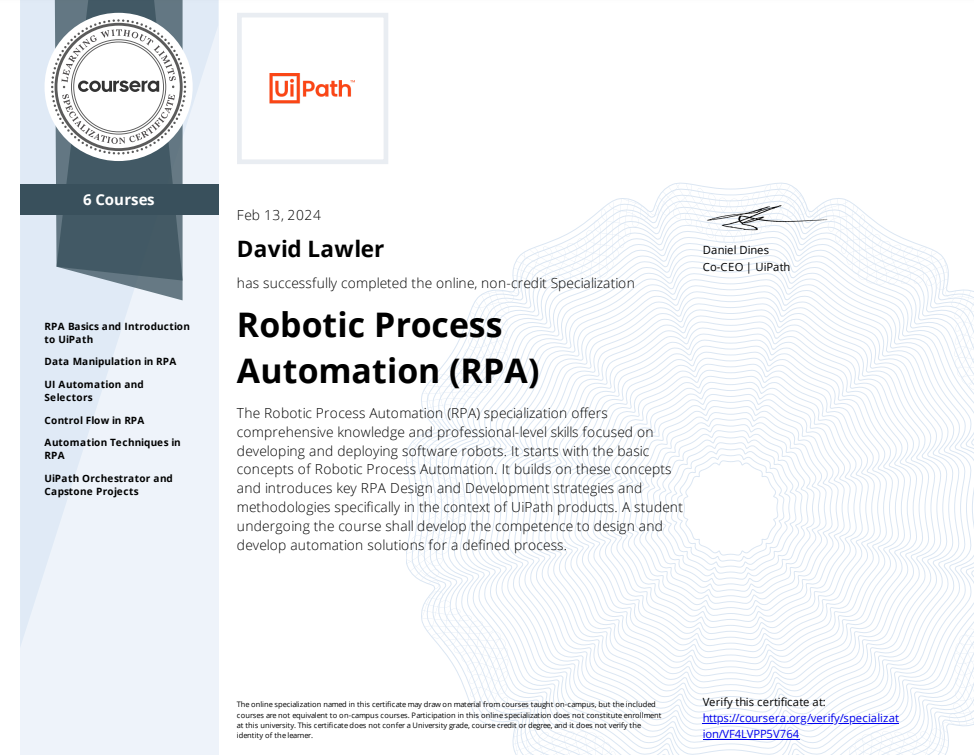 LEARNING WITHOUT LIMITS
coursera
SPECIALIZATION CERTIFICATE
6 Courses
RPA Basics and Introduction
to UiPath
Data Manipulation in RPA
UI Automation and
Selectors
Control Flow in RPA
Automation Techniques in
RPA
UiPath Orchestrator and
Capstone Projects
UiPath™
Feb 13, 2024
David Lawler
has successfully completed the online, non-credit Specialization
Robotic Process
Automation (RPA)
The Robotic Process Automation (RPA) specialization offers
comprehensive knowledge and professional-level skills focused on
developing and deploying software robots. It starts with the basic
concepts of Robotic Process Automation. It builds on these concepts
and introduces key RPA Design and Development strategies and
methodologies specifically in the context of UiPath products. A student
undergoing the course shall develop the competence to design and
develop automation solutions for a defined process.
Daniel Dines
Co-CEO | UiPath
The online specialization named in this certificate may draw on material from courses taught on-campus, but the included
courses are not equivalent to on-campus courses. Participation in this online specialization does not constitute enrollment
at this university. This certificate does not confer a University grade, course credit or degree, and it does not verify the
identity of the learner.
Verify this certificate at:
https://coursera.org/verify/specializat
ion/VF4LVPP5V764